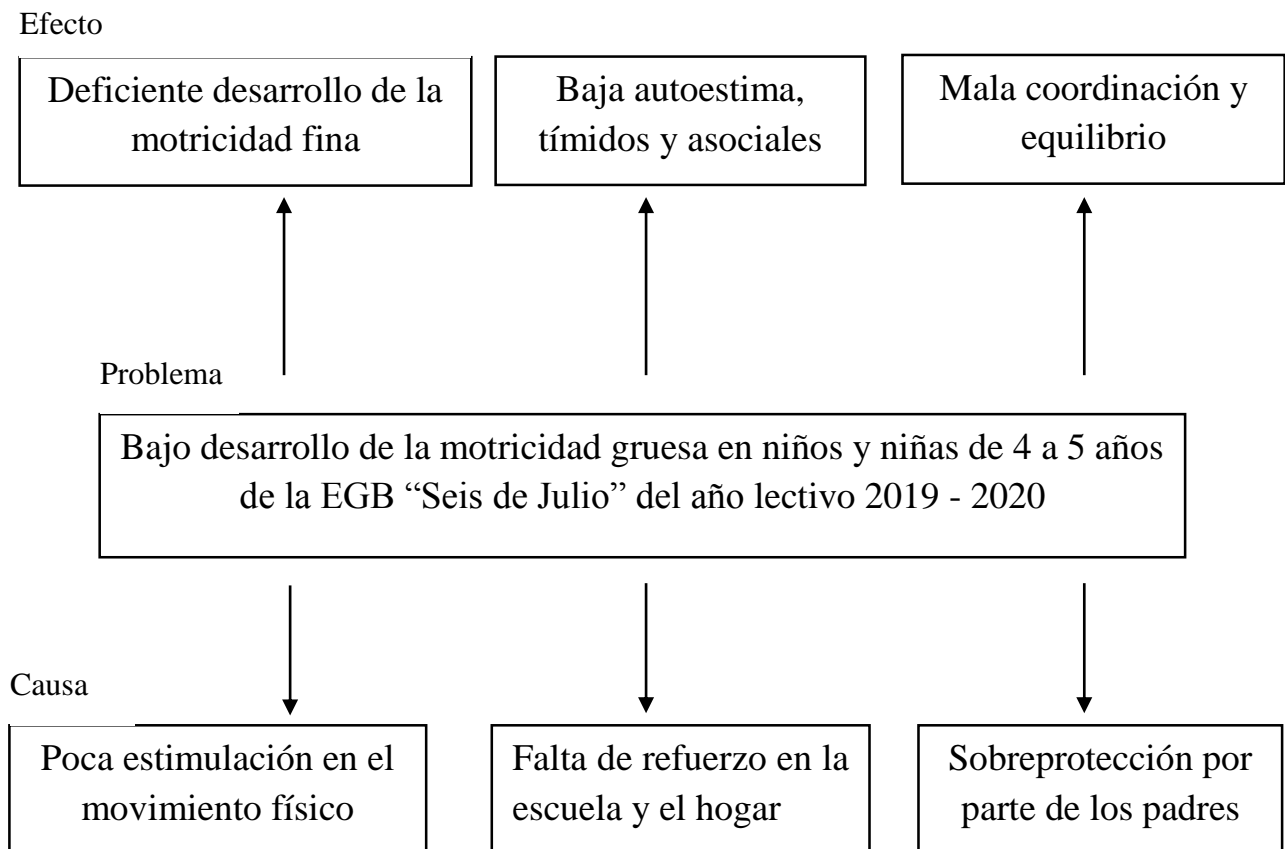 Efecto
Deficiente desarrollo de la
motricidad fina
Baja autoestima,
tímidos y asociales
Mala coordinación y
equilibrio
Problema
Bajo desarrollo de la motricidad gruesa en niños y niñas de 4 a 5 años
de la EGB “Seis de Julio” del año lectivo 2019 - 2020
Causa
Poca estimulación en el
movimiento físico
Falta de refuerzo en la
escuela y el hogar
Sobreprotección por
parte de los padres